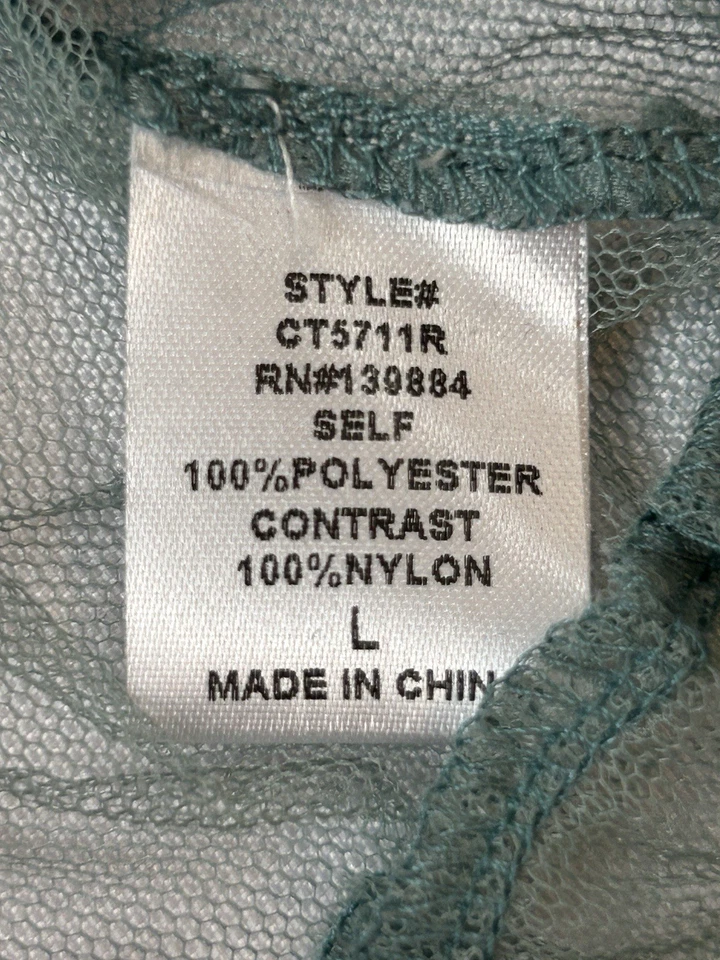 STYLE#
CT5711R
RN#139884
SELF
100%POLYESTER
CONTRAST
100%NYLON
L
MADE IN CHIN